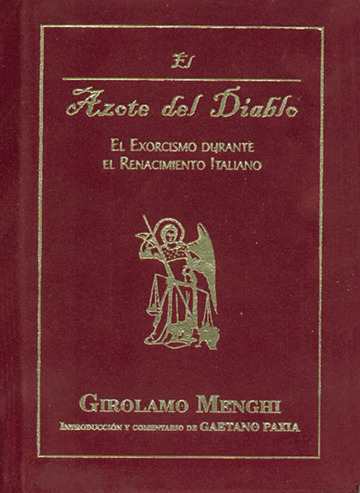 El
Azote del Diablo
El Exorcismo durante
el Renacimiento Italiano
Girolamo Menghi
Introducción y comentario de Gaetano Paxia